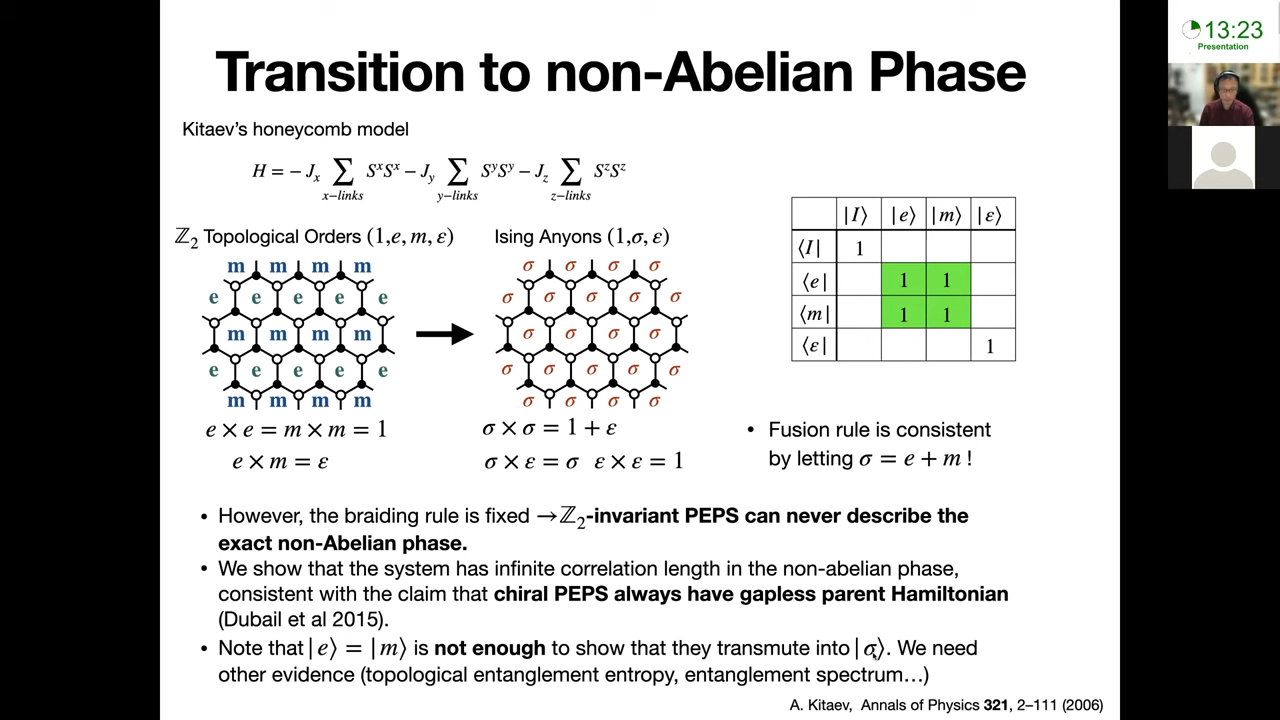 13:23
Presentation
Transition to non-Abelian Phase
Kitaev's honeycomb model
H = − J_x ∑ S^xS^x − J_y ∑ S^yS^y − J_z ∑ S^zS^z
x−links y−links z−links
ℤ₂ Topological Orders (1,e, m, ε)
Ising Anyons (1,σ, ε)
m m m m
e e e e e
m m m m
e e e e e
m m m m
σ σ σ σ
σ σ σ σ σ
σ σ σ σ
σ σ σ σ σ
σ σ σ σ
e × e = m × m = 1
e × m = ε
σ × σ = 1 + ε
σ × ε = σ ε × ε = 1
|I⟩ |e⟩ |m⟩ |ε⟩
⟨I| 1
⟨e| 1 1
⟨m| 1 1
⟨ε| 1
• Fusion rule is consistent
by letting σ = e + m !
• However, the braiding rule is fixed →ℤ₂-invariant PEPS can never describe the
exact non-Abelian phase.
• We show that the system has infinite correlation length in the non-abelian phase,
consistent with the claim that chiral PEPS always have gapless parent Hamiltonian
(Dubail et al 2015).
• Note that |e⟩ = |m⟩ is not enough to show that they transmute into |σ⟩. We need
other evidence (topological entanglement entropy, entanglement spectrum…)
A. Kitaev, Annals of Physics 321, 2–111 (2006)